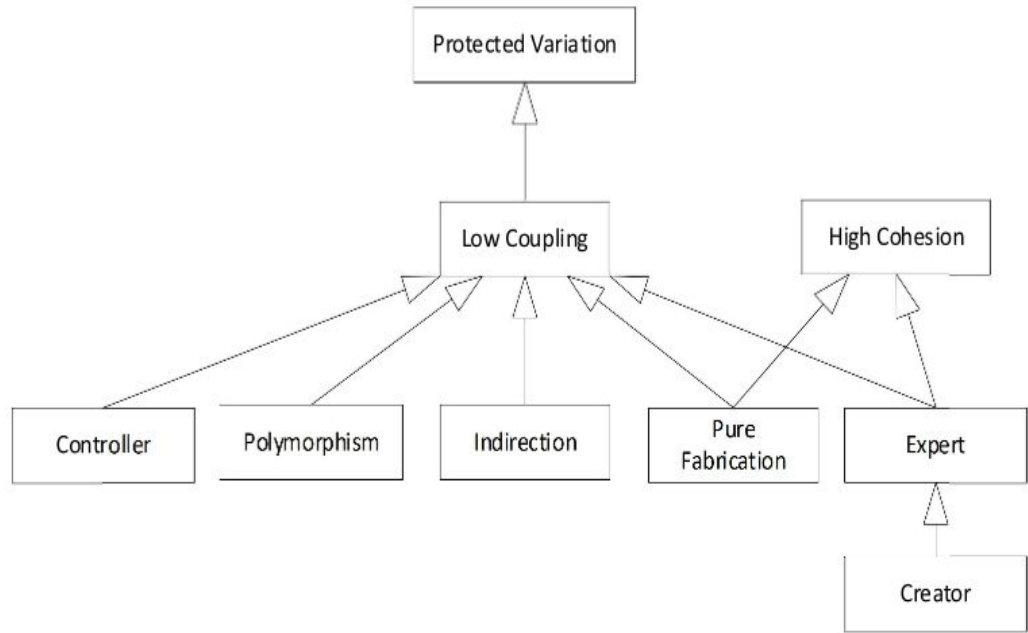 Protected Variation
Low Coupling
High Cohesion
Controller
Polymorphism
Indirection
Pure
Fabrication
Expert
Creator